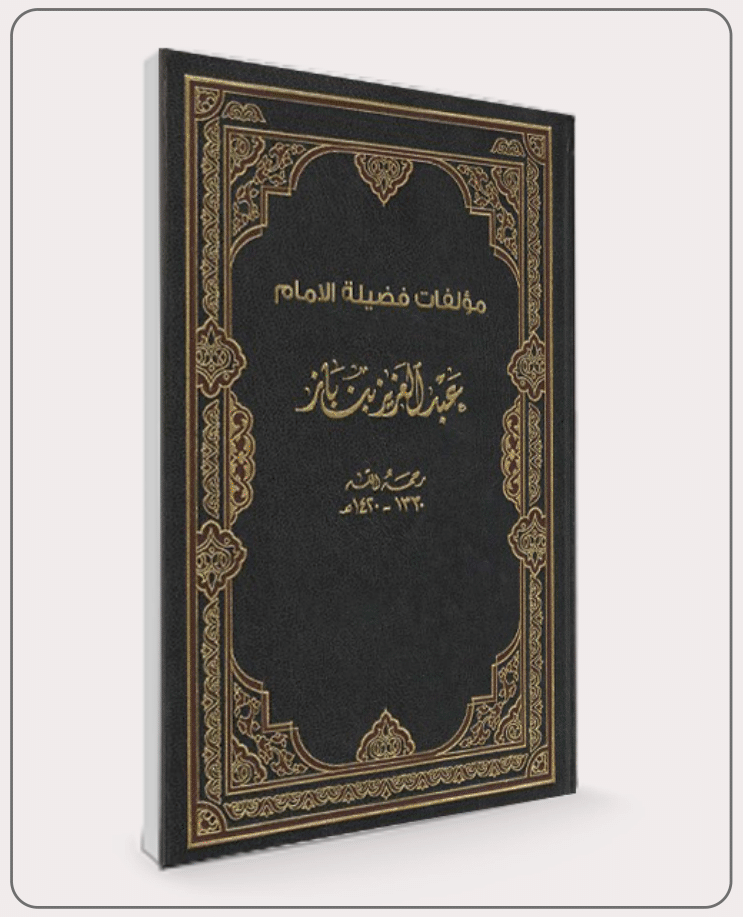 مؤلفات فضيلة الامام
عبد العزيز بن باز
رحمه الله
١٣٣٠ - ١٤٢٠هـ